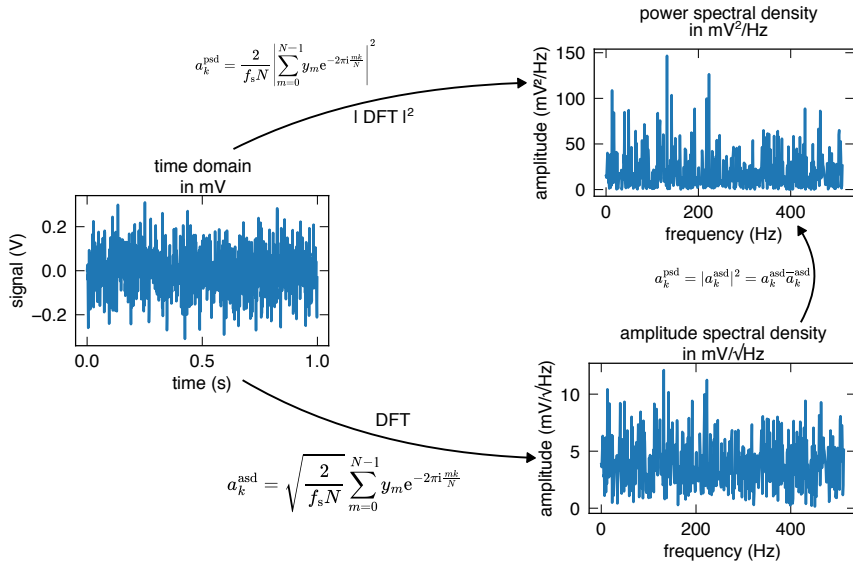 power spectral density
in mV²/Hz
a_k^psd = 2/(f_s N) |∑_{m=0}^{N−1} y_m e^{−2πi mk/N}|²
| DFT |²
150
100
50
0
amplitude (mV²/Hz)
0 200 400
frequency (Hz)
time domain
in mV
0.2
0.0
−0.2
signal (V)
0.0 0.5 1.0
time (s)
a_k^psd = |a_k^asd|² = a_k^asd a̅_k^asd
amplitude spectral density
in mV/√Hz
10
5
0
amplitude (mV/√Hz)
0 200 400
frequency (Hz)
DFT
a_k^asd = √(2/(f_s N)) ∑_{m=0}^{N−1} y_m e^{−2πi mk/N}